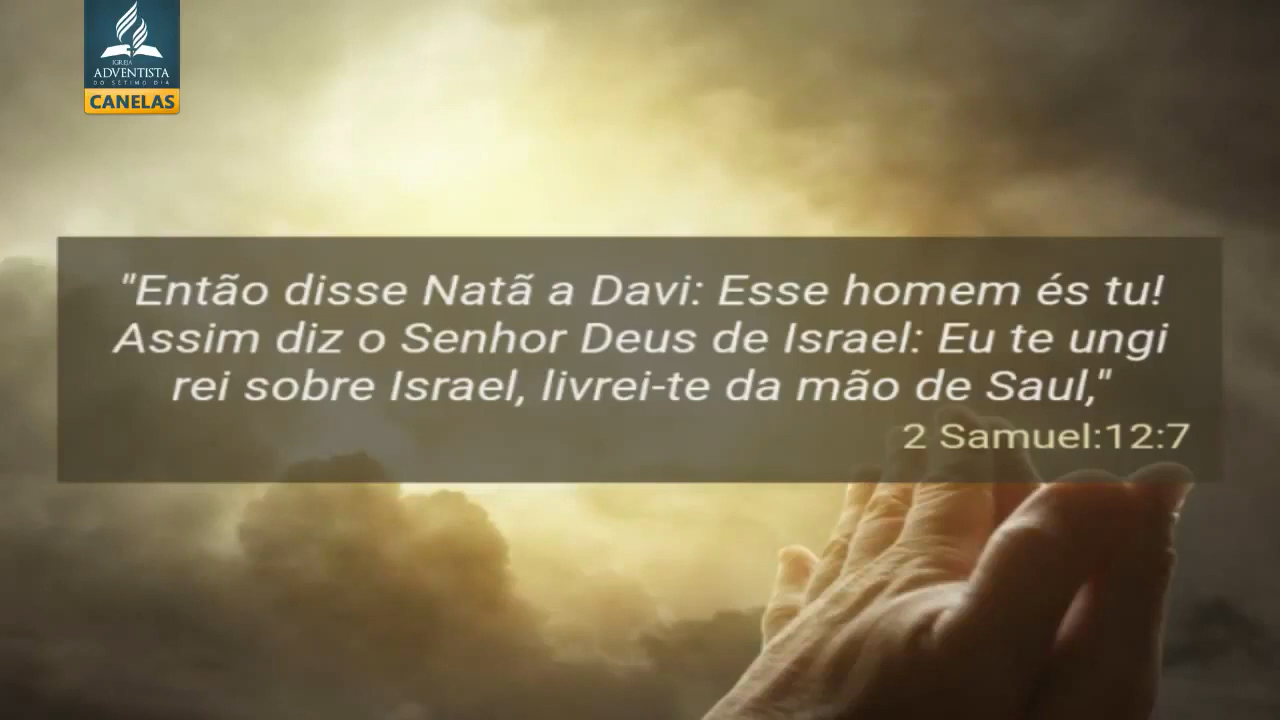 IGREJA
ADVENTISTA
DO SÉTIMO DIA
CANELAS
"Então disse Natã a Davi: Esse homem és tu!
Assim diz o Senhor Deus de Israel: Eu te ungi
rei sobre Israel, livrei-te da mão de Saul,"
2 Samuel:12:7